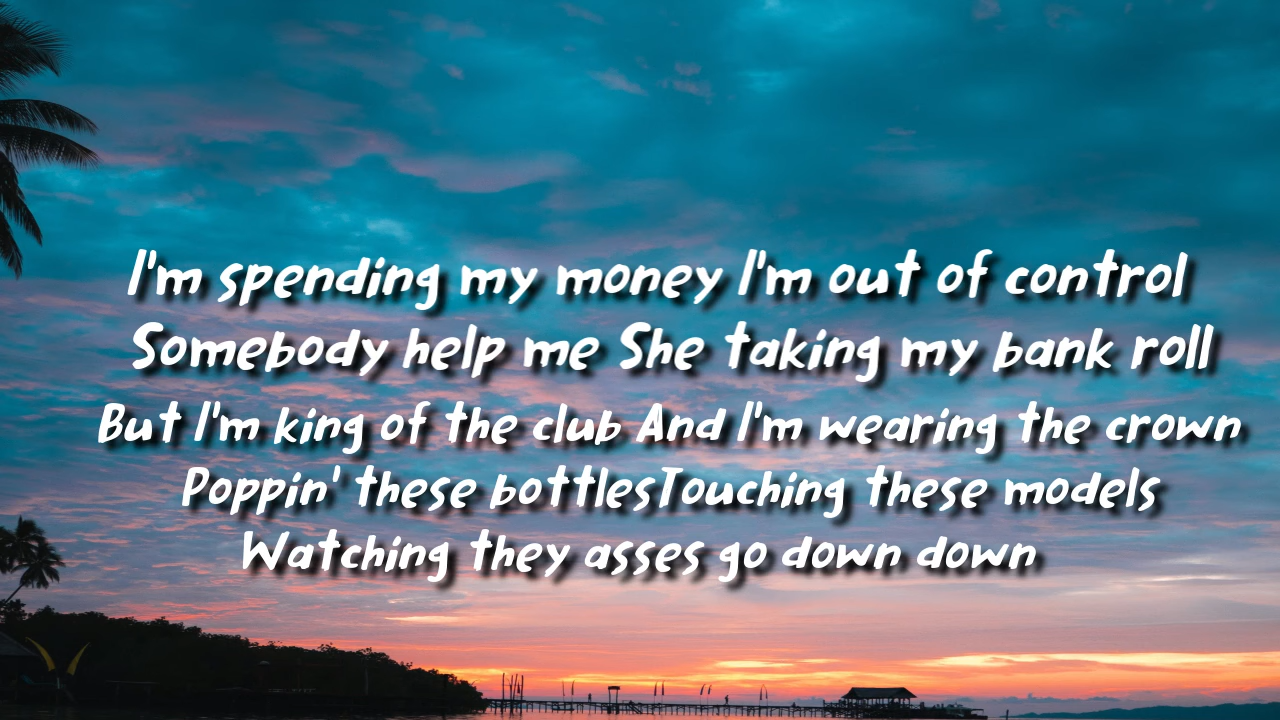 I'm spending my money I'm out of control
Somebody help me She taking my bank roll
But I'm king of the club And I'm wearing the crown
Poppin' these bottlesTouching these models
Watching they asses go down down